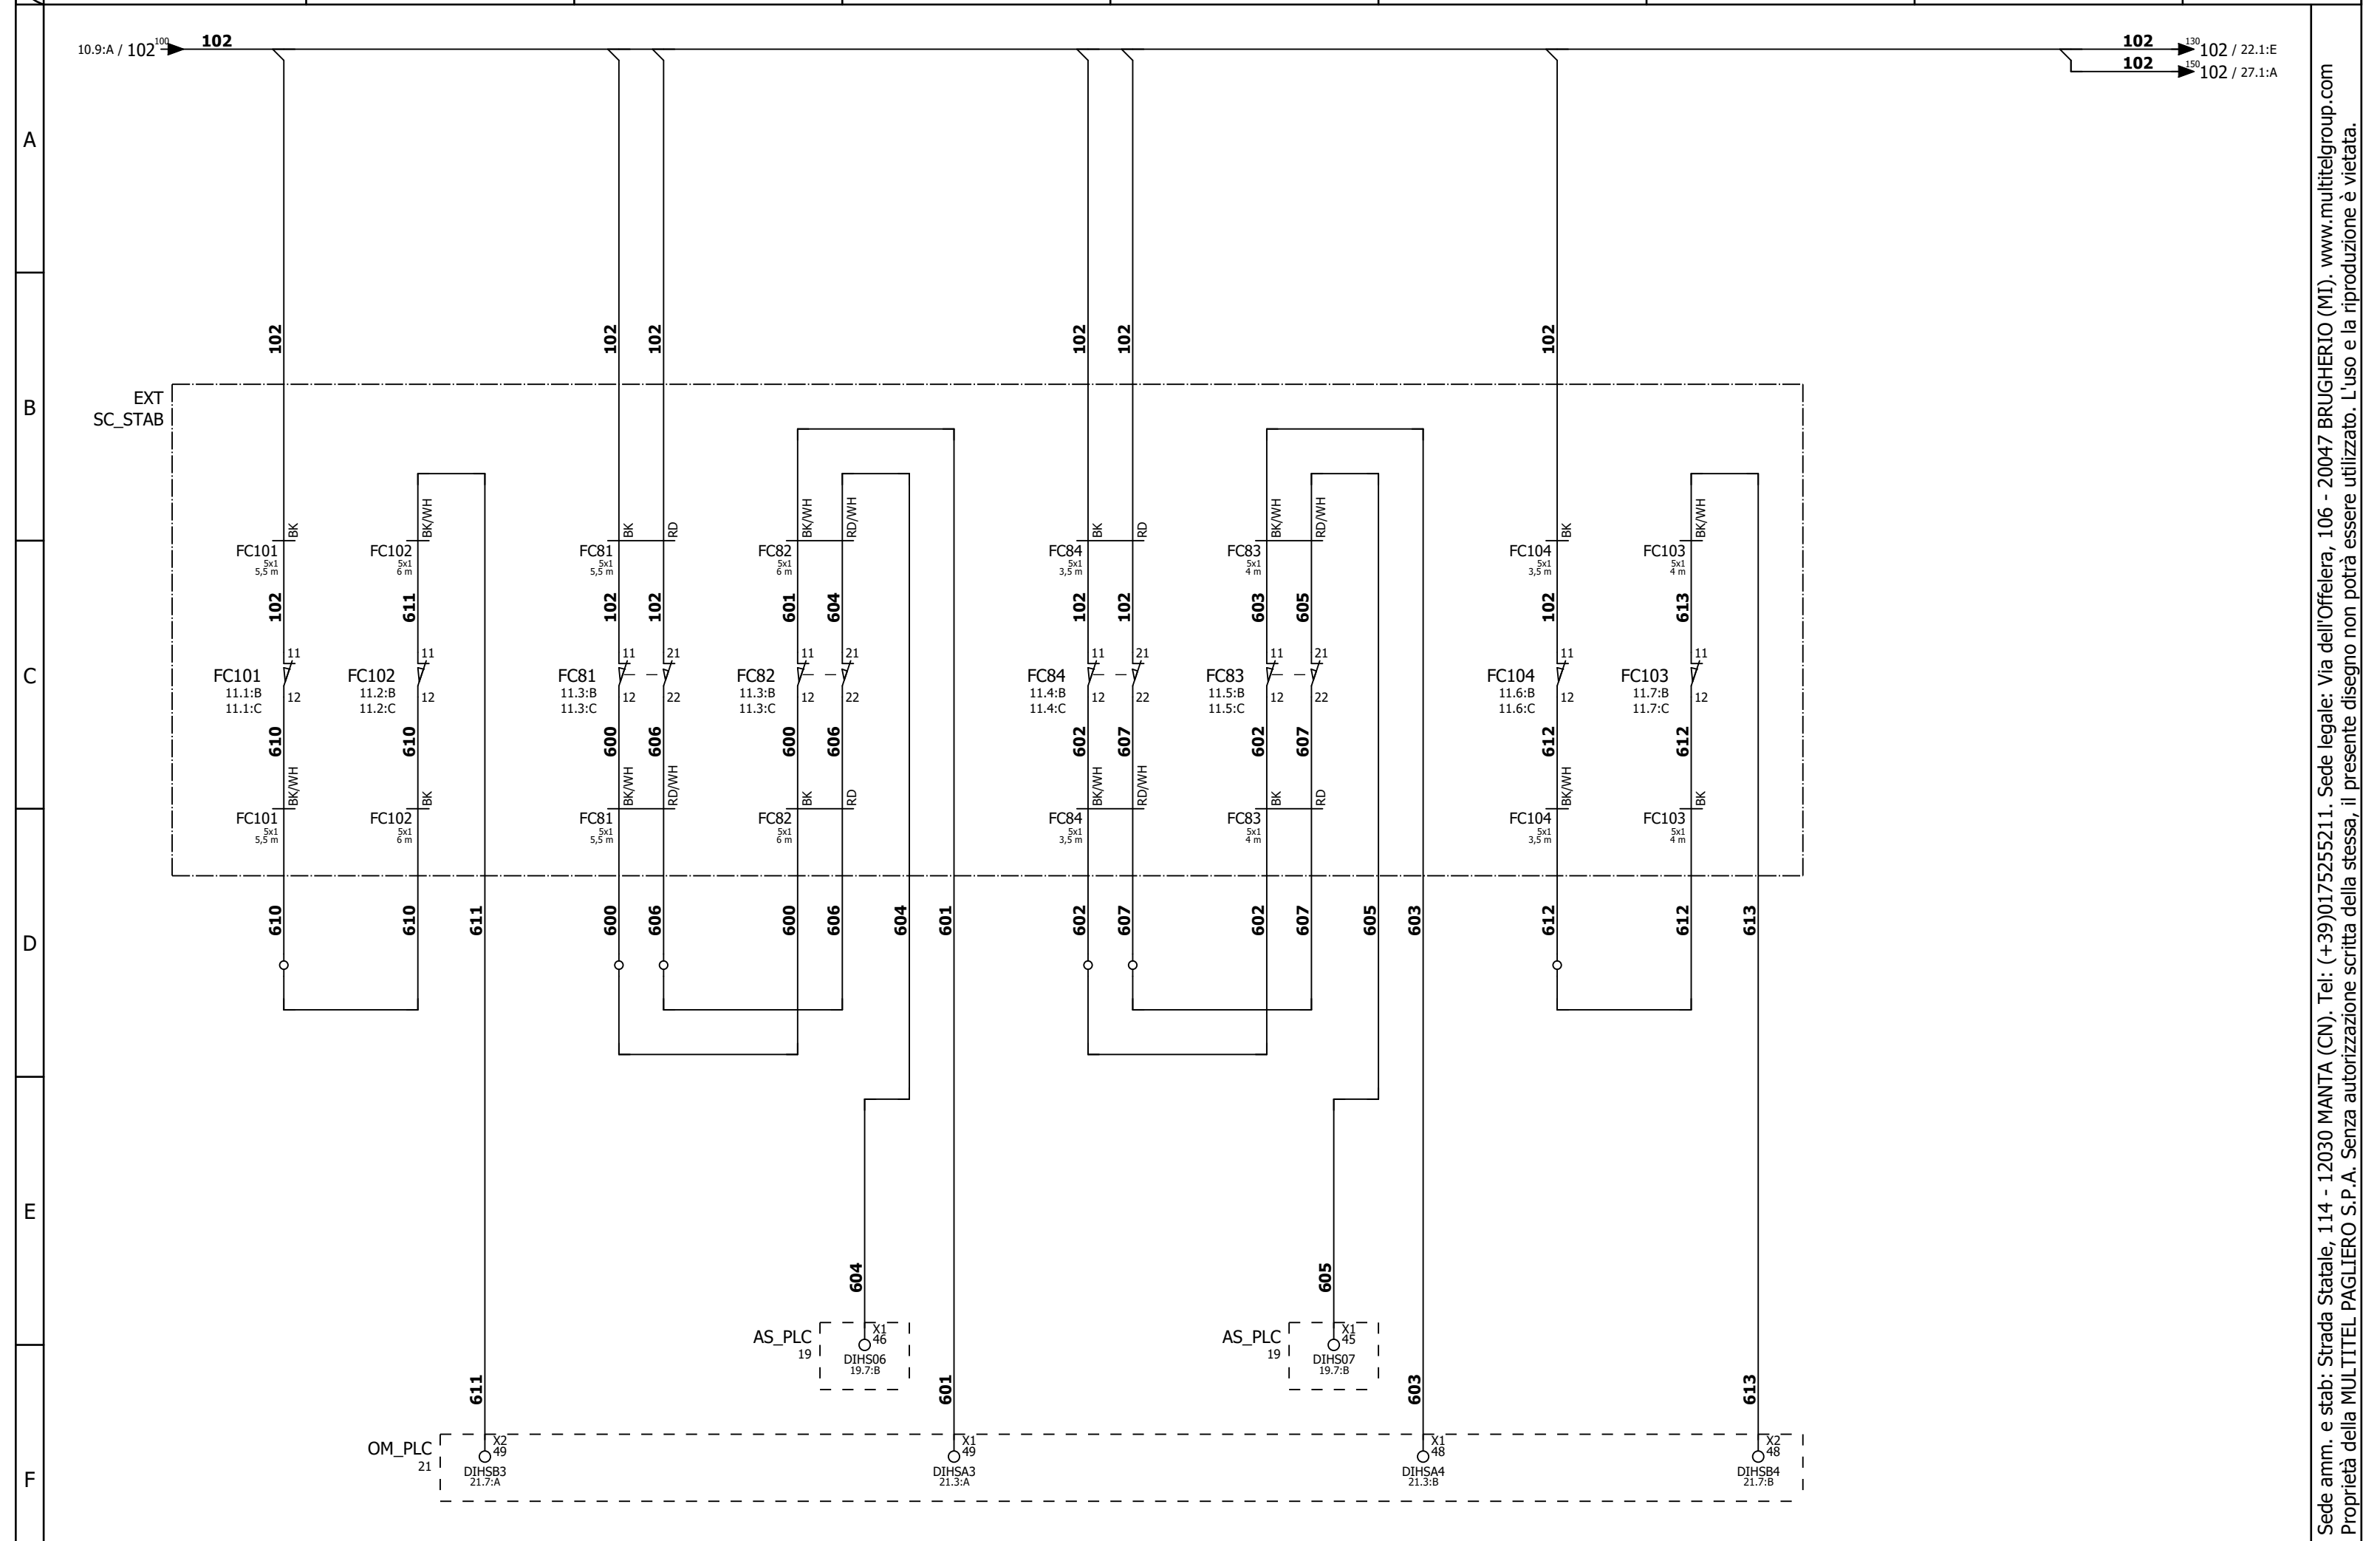 10.9:A / 102 100 102
102 130 102 / 22.1:E
102 150 102 / 27.1:A
A
B
C
D
E
F
102 102 102 102 102 102
EXT
SC_STAB
BK BK/WH BK RD BK/WH RD/WH BK RD BK/WH RD/WH BK BK/WH
FC101 FC102 FC81 FC82 FC84 FC83 FC104 FC103
5x1 5x1 5x1 5x1 5x1 5x1 5x1 5x1
5,5 m 6 m 5,5 m 6 m 3,5 m 4 m 3,5 m 4 m
102 611 102 102 601 604 102 102 603 605 102 613
11 11 11 21 11 21 11 21 11 21 11 11
FC101 FC102 FC81 FC82 FC84 FC83 FC104 FC103
11.1:B 11.2:B 11.3:B 11.3:B 11.4:B 11.5:B 11.6:B 11.7:B
12 12 12 22 12 22 12 22 12 22 12 12
11.1:C 11.2:C 11.3:C 11.3:C 11.4:C 11.5:C 11.6:C 11.7:C
610 610 600 606 600 606 602 607 602 607 612 612
BK/WH BK BK/WH RD/WH BK RD BK/WH RD/WH BK RD BK/WH BK
FC101 FC102 FC81 FC82 FC84 FC83 FC104 FC103
5x1 5x1 5x1 5x1 5x1 5x1 5x1 5x1
5,5 m 6 m 5,5 m 6 m 3,5 m 4 m 3,5 m 4 m
610 610 611 600 606 600 606 604 601 602 607 602 607 605 603 612 612 613
604 605
AS_PLC X1 AS_PLC X1
19 46 19 45
DIHS06 DIHS07
19.7:B 19.7:B
611 601 603 613
OM_PLC X2 X1 X1 X2
21 49 49 48 48
DIHSB3 DIHSA3 DIHSA4 DIHSB4
21.7:A 21.3:A 21.3:B 21.7:B
Sede amm. e stab: Strada Statale, 114 - 12030 MANTA (CN). Tel: (+39)0175255211. Sede legale: Via dell'Offelera, 106 - 20047 BRUGHERIO (MI). www.multitelgroup.com
Proprietà della MULTITEL PAGLIERO S.P.A. Senza autorizzazione scritta della stessa, il presente disegno non potrà essere utilizzato. L'uso e la riproduzione è vietata.